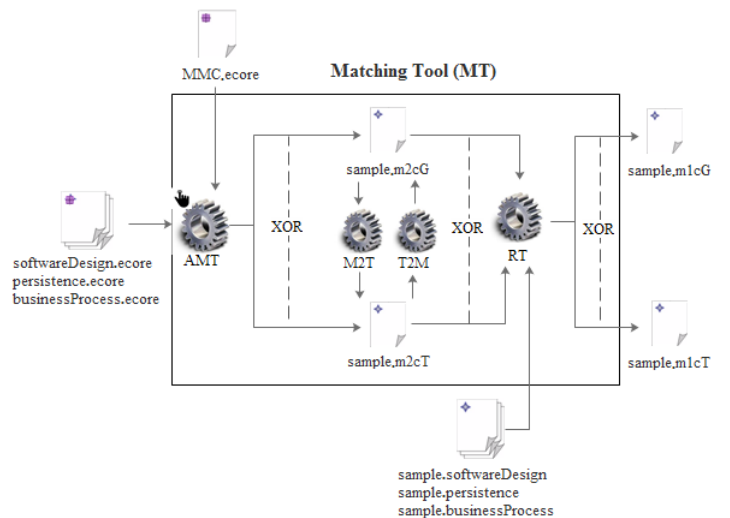 MMC.ecore
Matching Tool (MT)
sample.m2cG
sample.m1cG
XOR
XOR
XOR
AMT
M2T
T2M
RT
softwareDesign.ecore
persistence.ecore
businessProcess.ecore
sample.m2cT
sample.m1cT
sample.softwareDesign
sample.persistence
sample.businessProcess